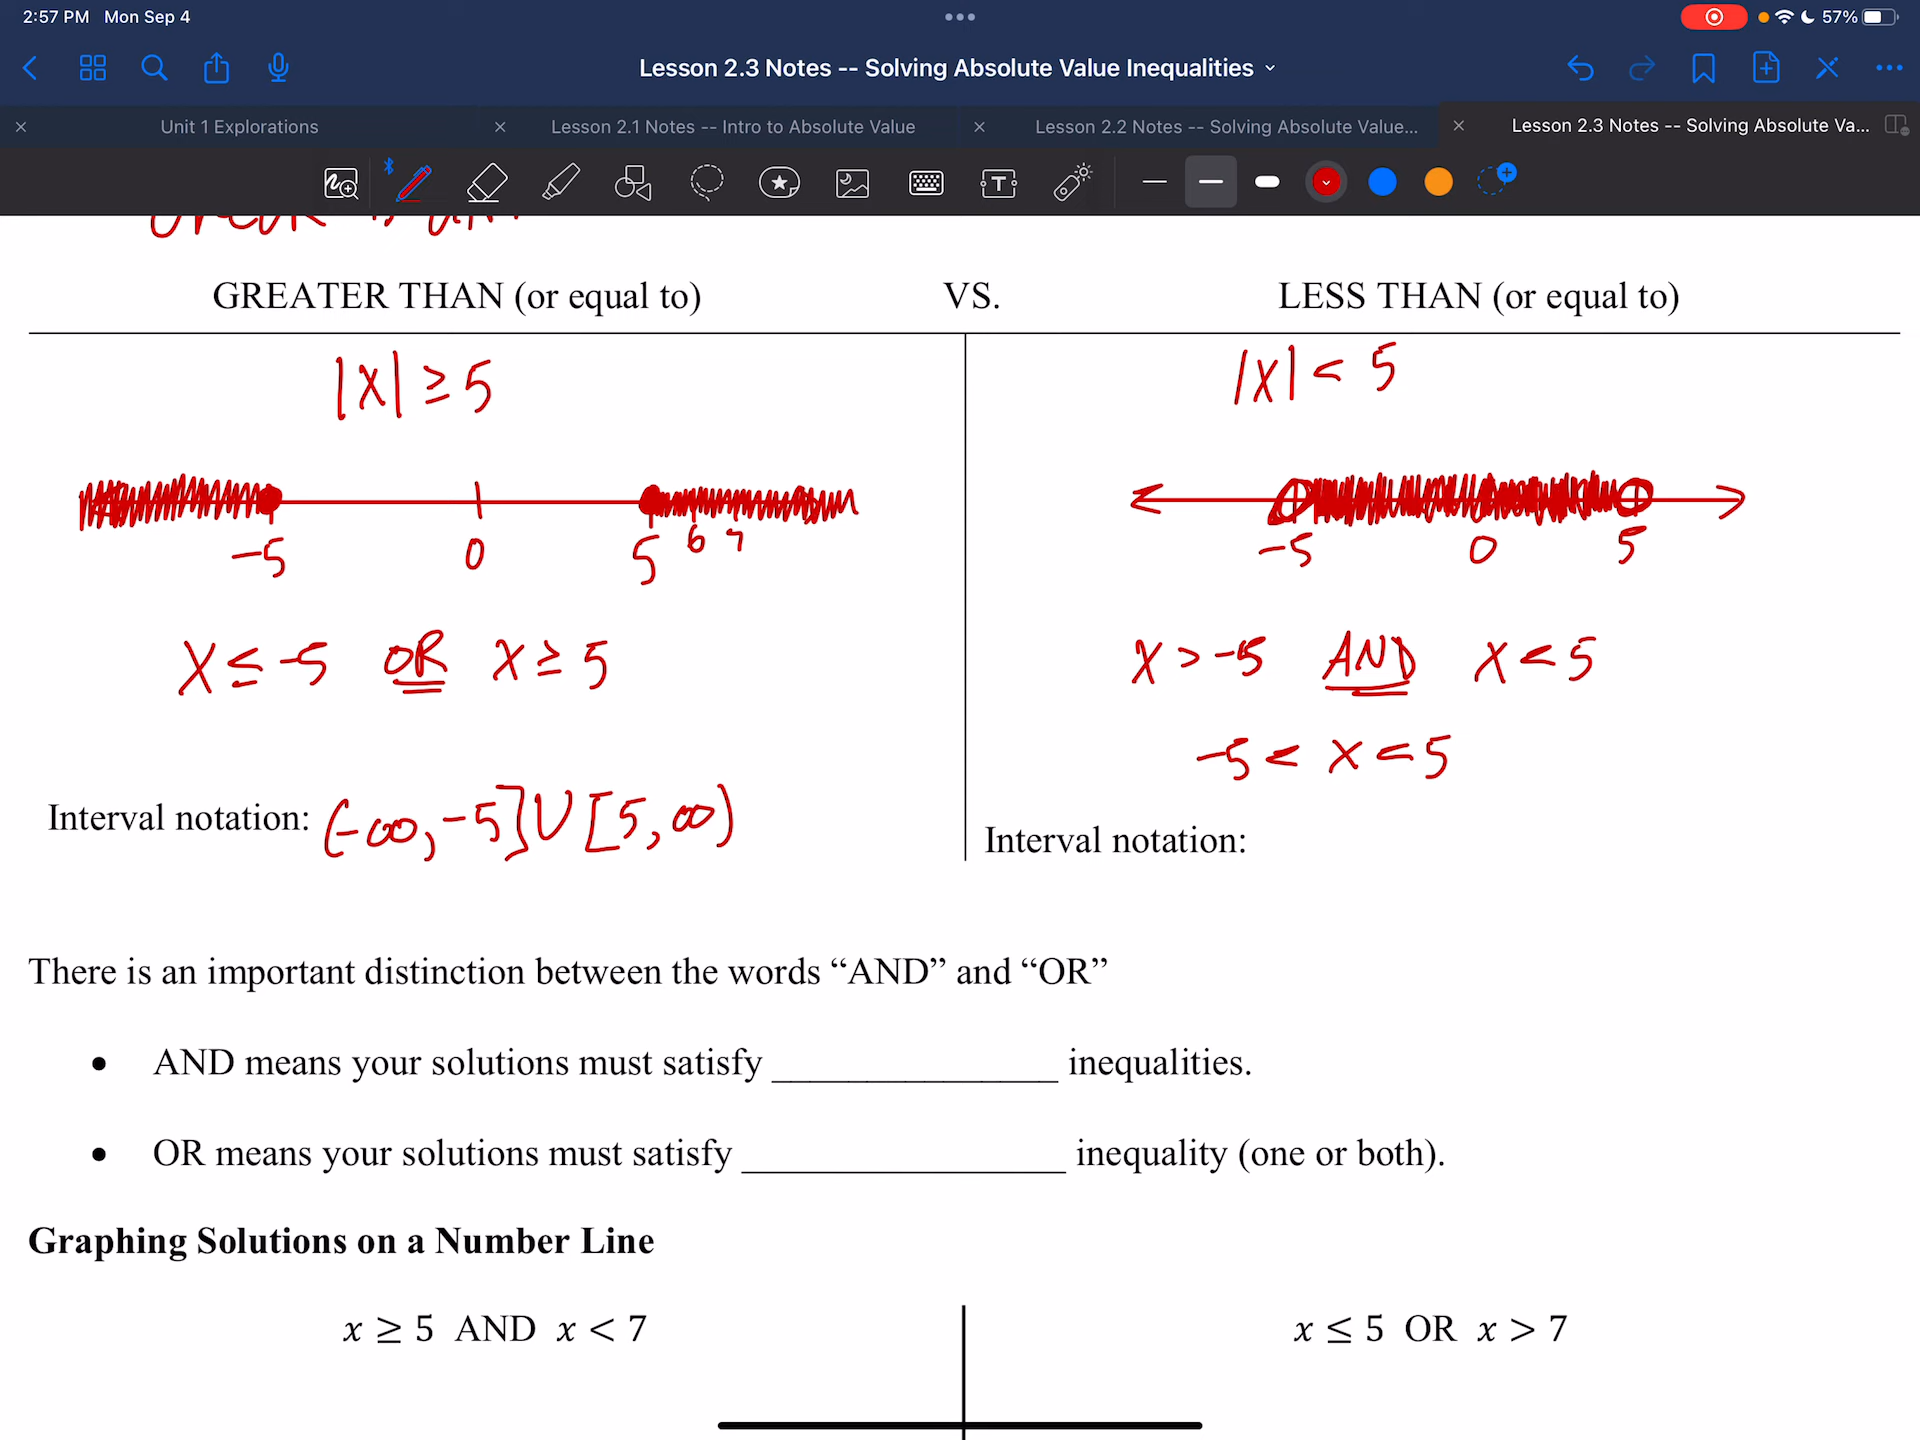 2:57 PM Mon Sep 4
57%
Lesson 2.3 Notes -- Solving Absolute Value Inequalities
Unit 1 Explorations
Lesson 2.1 Notes -- Intro to Absolute Value
Lesson 2.2 Notes -- Solving Absolute Value...
Lesson 2.3 Notes -- Solving Absolute Va...
GREATER THAN (or equal to) VS. LESS THAN (or equal to)
|x| ≥ 5
-5 0 5 6 7
x ≤ -5 OR x ≥ 5
Interval notation: (-∞, -5] ∪ [5, ∞)
|x| < 5
-5 0 5
x > -5 AND x < 5
-5 < x < 5
Interval notation:
There is an important distinction between the words “AND” and “OR”
• AND means your solutions must satisfy _______________ inequalities.
• OR means your solutions must satisfy _________________ inequality (one or both).
Graphing Solutions on a Number Line
x ≥ 5 AND x < 7
x ≤ 5 OR x > 7